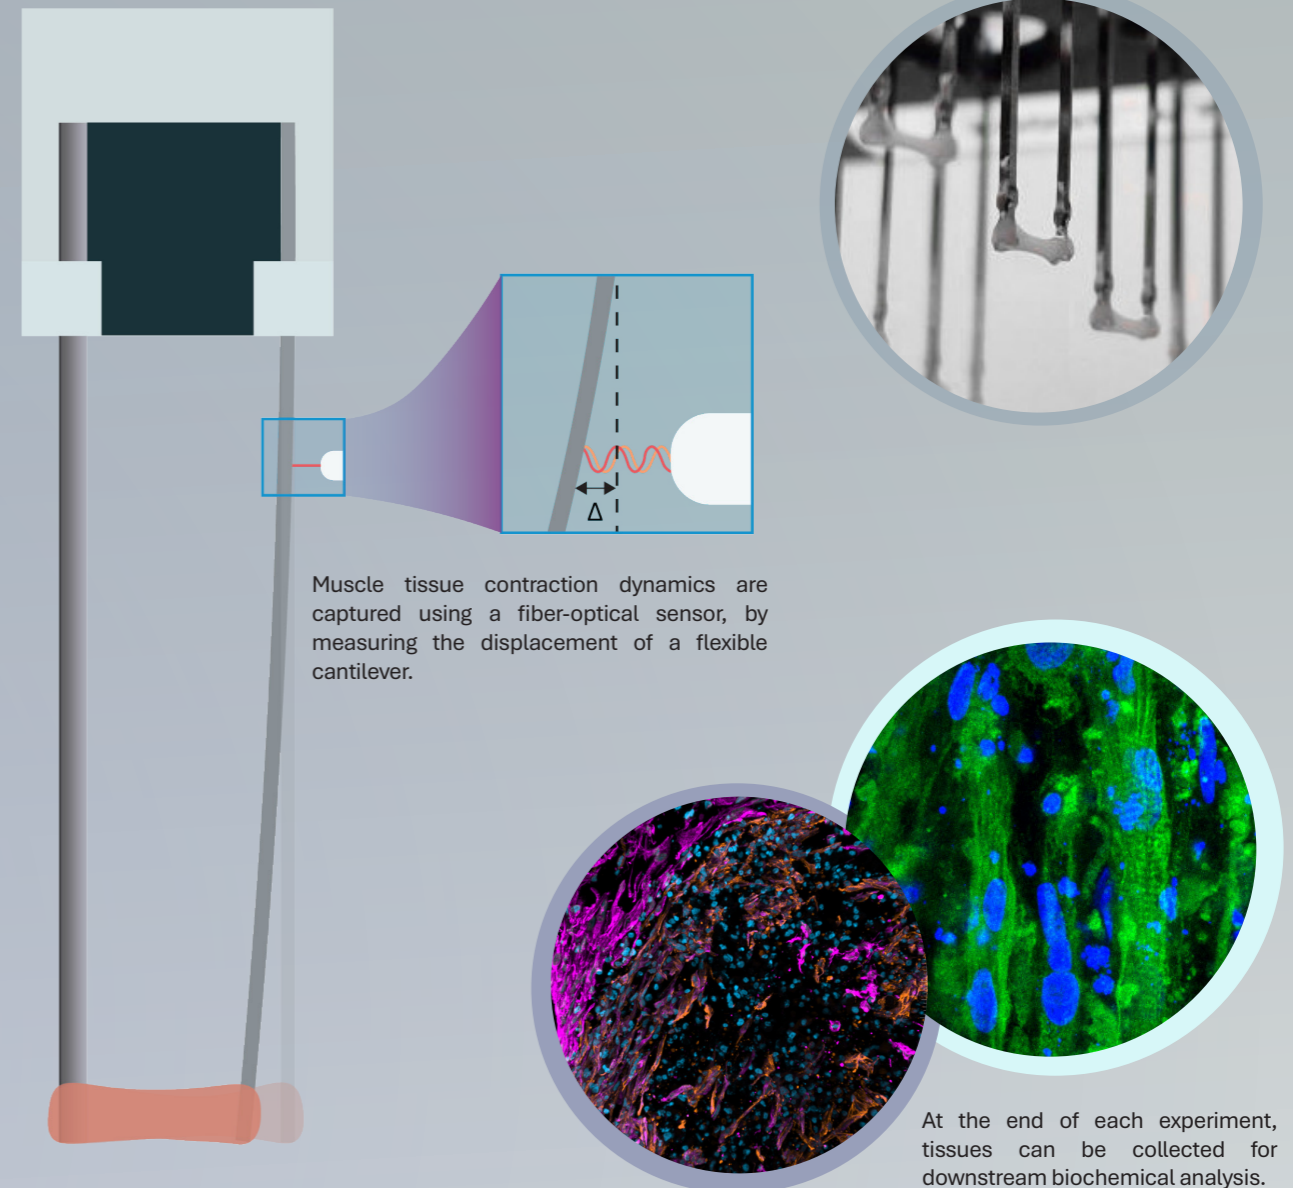 Δ
Muscle tissue contraction dynamics are
captured using a fiber-optical sensor, by
measuring the displacement of a flexible
cantilever.
At the end of each experiment,
tissues can be collected for
downstream biochemical analysis.